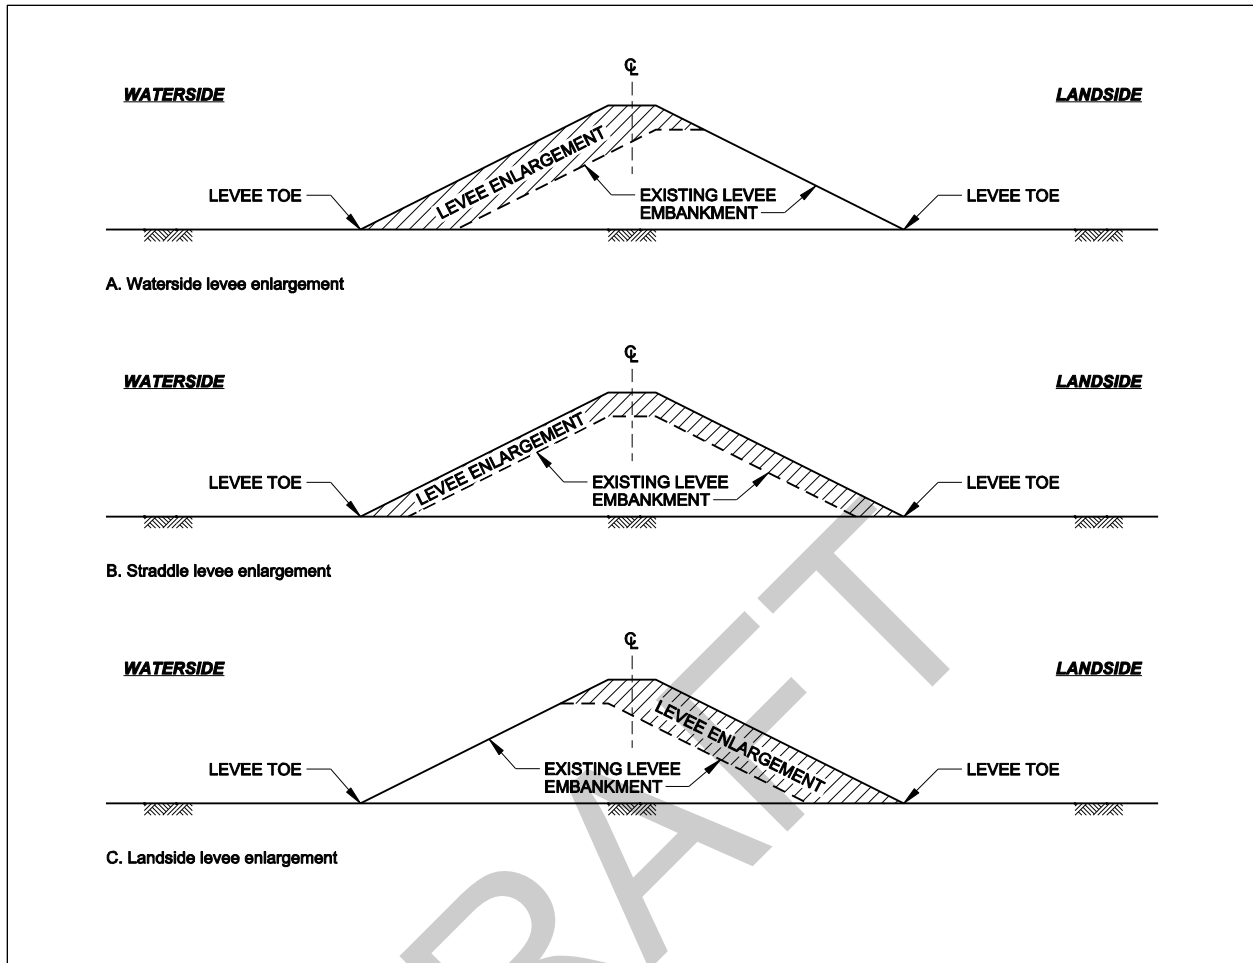 ℄
WATERSIDE
LANDSIDE
LEVEE ENLARGEMENT
LEVEE TOE
EXISTING LEVEE
EMBANKMENT
LEVEE TOE
A. Waterside levee enlargement
℄
WATERSIDE
LANDSIDE
LEVEE ENLARGEMENT
LEVEE TOE
EXISTING LEVEE
EMBANKMENT
LEVEE TOE
B. Straddle levee enlargement
℄
WATERSIDE
LANDSIDE
LEVEE ENLARGEMENT
LEVEE TOE
EXISTING LEVEE
EMBANKMENT
LEVEE TOE
C. Landside levee enlargement
RAFT